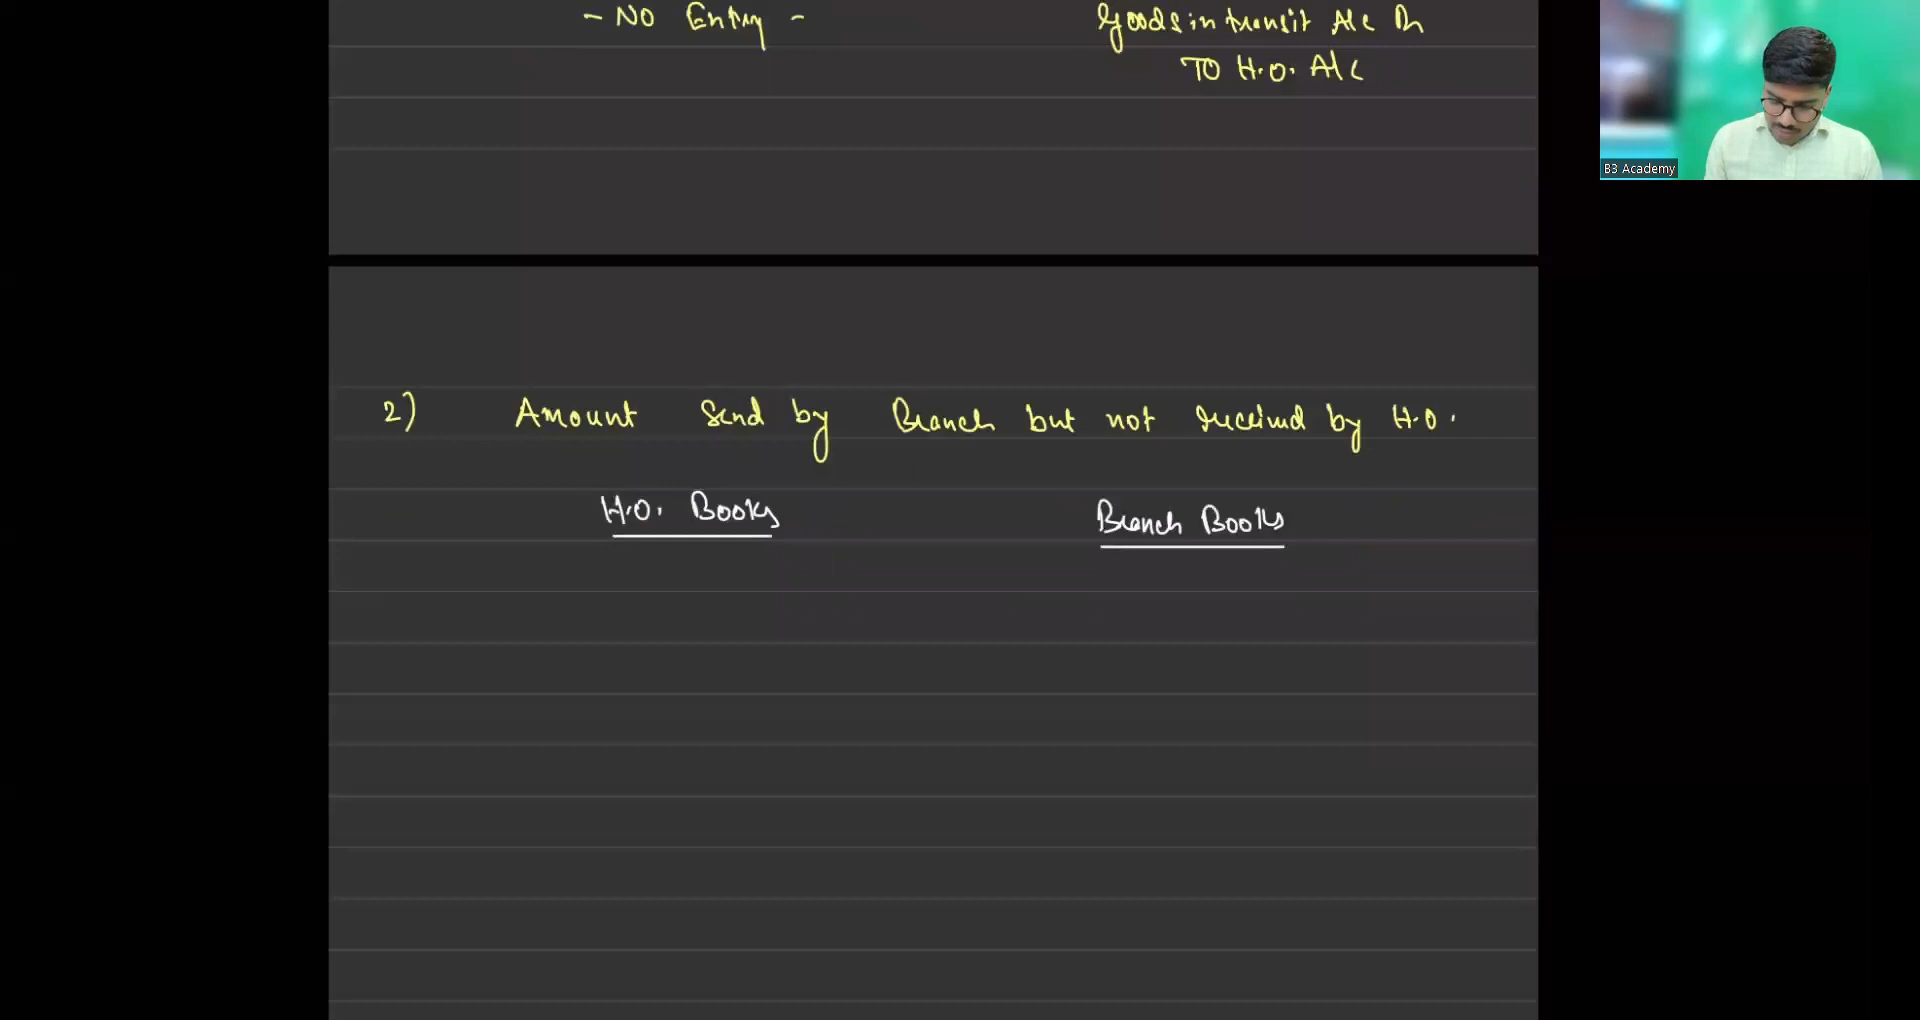 - No Entry -
Goods in transit A/c Dr
TO H.O. A/c
B3 Academy
2) Amount Send by Branch but not received by H.O.
H.O. Books
Branch Books